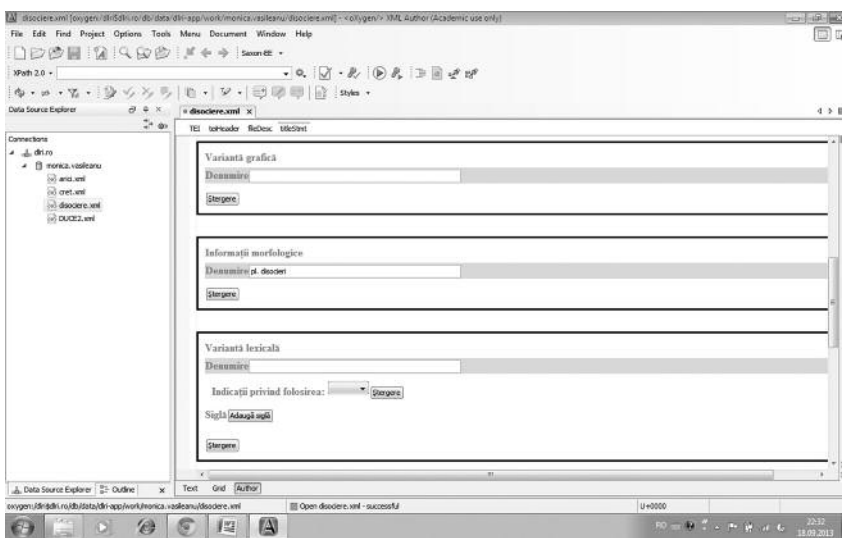 disociere.xml [oxygen:/dlri$dlri.ro/db/data/dlri-app/work/monica.vasileanu/disociere.xml] - <oXygen/> XML Author (Academic use only)
File Edit Find Project Options Tools Menu Document Window Help
Saxon-EE
XPath 2.0
Styles
Data Source Explorer
disociere.xml
TEI teiHeader fileDesc titleStmt
Connections
dlri.ro
monica.vasileanu
arici.xml
cret.xml
disociere.xml
DUCE2.xml
Variantă grafică
Denumire
Ștergere
Informații morfologice
Denumire pl. disocieri
Ștergere
Variantă lexicală
Denumire
Indicații privind folosirea: Ștergere
Siglă Adaugă siglă
Ștergere
Data Source Explorer Outline
Text Grid Author
oxygen:/dlri$dlri.ro/db/data/dlri-app/work/monica.vasileanu/disociere.xml Open disociere.xml - successful U+0000
RO 22:32
18.09.2013